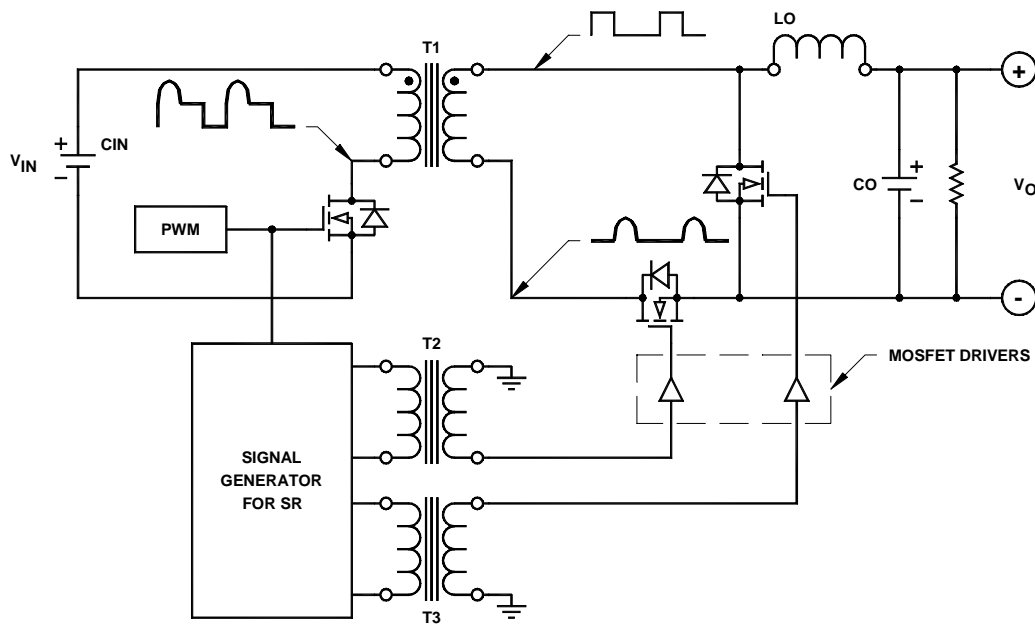 T1
LO
CIN
+
VIN
-
PWM
+
CO
-
+
VO
-
T2
MOSFET DRIVERS
SIGNAL
GENERATOR
FOR SR
T3